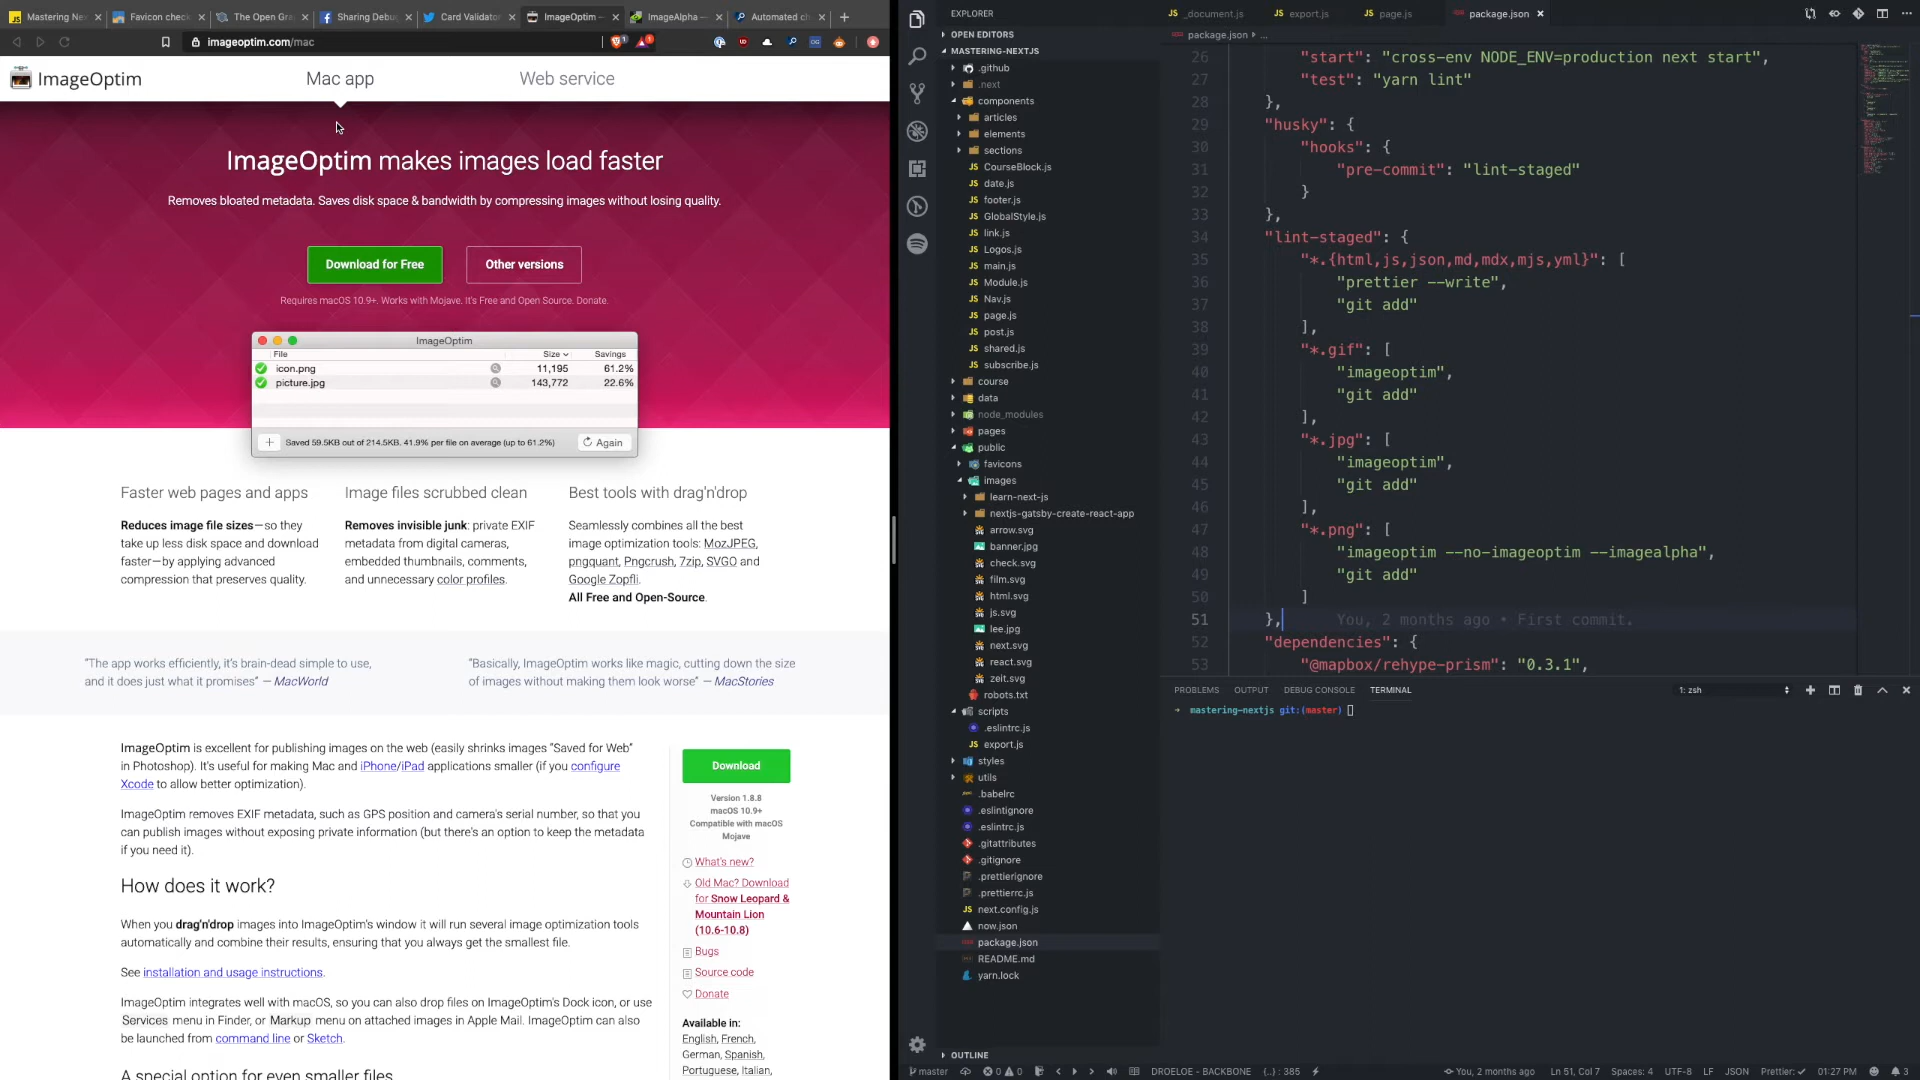 Mastering Ne
Favicon check
The Open Gra
Sharing Debug
Card Validator
ImageOptim —
ImageAlpha —
Automated ch
imageoptim.com/mac
ImageOptim
Mac app
Web service
ImageOptim makes images load faster
Removes bloated metadata. Saves disk space & bandwidth by compressing images without losing quality.
Download for Free
Other versions
Requires macOS 10.9+. Works with Mojave. It's Free and Open Source. Donate.
ImageOptim
File Size Savings
icon.png 11,195 61.2%
picture.jpg 143,772 22.6%
Saved 59.5KB out of 214.5KB. 41.9% per file on average (up to 61.2%)
Again
Faster web pages and apps
Reduces image file sizes—so they
take up less disk space and download
faster—by applying advanced
compression that preserves quality.
Image files scrubbed clean
Removes invisible junk: private EXIF
metadata from digital cameras,
embedded thumbnails, comments,
and unnecessary color profiles.
Best tools with drag'n'drop
Seamlessly combines all the best
image optimization tools: MozJPEG,
pngquant, Pngcrush, 7zip, SVGO and
Google Zopfli.
All Free and Open-Source.
“The app works efficiently, it's brain-dead simple to use,
and it does just what it promises” — MacWorld
“Basically, ImageOptim works like magic, cutting down the size
of images without making them look worse” — MacStories
ImageOptim is excellent for publishing images on the web (easily shrinks images “Saved for Web”
in Photoshop). It's useful for making Mac and iPhone/iPad applications smaller (if you configure
Xcode to allow better optimization).
ImageOptim removes EXIF metadata, such as GPS position and camera's serial number, so that you
can publish images without exposing private information (but there's an option to keep the metadata
if you need it).
How does it work?
When you drag'n'drop images into ImageOptim's window it will run several image optimization tools
automatically and combine their results, ensuring that you always get the smallest file.
See installation and usage instructions.
ImageOptim integrates well with macOS, so you can also drop files on ImageOptim's Dock icon, or use
Services menu in Finder, or Markup menu on attached images in Apple Mail. ImageOptim can also
be launched from command line or Sketch.
A special option for even smaller files
Download
Version 1.8.8
macOS 10.9+
Compatible with macOS
Mojave
What's new?
Old Mac? Download
for Snow Leopard &
Mountain Lion
(10.6-10.8)
Bugs
Source code
Donate
Available in:
English, French,
German, Spanish,
Portuguese, Italian,
EXPLORER
OPEN EDITORS
MASTERING-NEXTJS
.github
.next
components
articles
elements
sections
CourseBlock.js
date.js
footer.js
GlobalStyle.js
link.js
Logos.js
main.js
Module.js
Nav.js
page.js
post.js
shared.js
subscribe.js
course
data
node_modules
pages
public
favicons
images
learn-next-js
nextjs-gatsby-create-react-app
arrow.svg
banner.jpg
check.svg
film.svg
html.svg
js.svg
lee.jpg
next.svg
react.svg
zeit.svg
robots.txt
scripts
.eslintrc.js
export.js
styles
utils
.babelrc
.eslintignore
.eslintrc.js
.gitattributes
.gitignore
.prettierignore
.prettierrc.js
next.config.js
now.json
package.json
README.md
yarn.lock
OUTLINE
_document.js
export.js
page.js
package.json
package.json > ...
26 "start": "cross-env NODE_ENV=production next start",
27 "test": "yarn lint"
28 },
29 "husky": {
30 "hooks": {
31 "pre-commit": "lint-staged"
32 }
33 },
34 "lint-staged": {
35 "*.{html,js,json,md,mdx,mjs,yml}": [
36 "prettier --write",
37 "git add"
38 ],
39 "*.gif": [
40 "imageoptim",
41 "git add"
42 ],
43 "*.jpg": [
44 "imageoptim",
45 "git add"
46 ],
47 "*.png": [
48 "imageoptim --no-imageoptim --imagealpha",
49 "git add"
50 ]
51 }, You, 2 months ago • First commit.
52 "dependencies": {
53 "@mapbox/rehype-prism": "0.3.1",
PROBLEMS OUTPUT DEBUG CONSOLE TERMINAL
1: zsh
→ mastering-nextjs git:(master)
master
0 0
DROELOE - BACKBONE
{..} : 385
You, 2 months ago
Ln 51, Col 7
Spaces: 4
UTF-8
LF
JSON
Prettier: ✓
01:27 PM
3